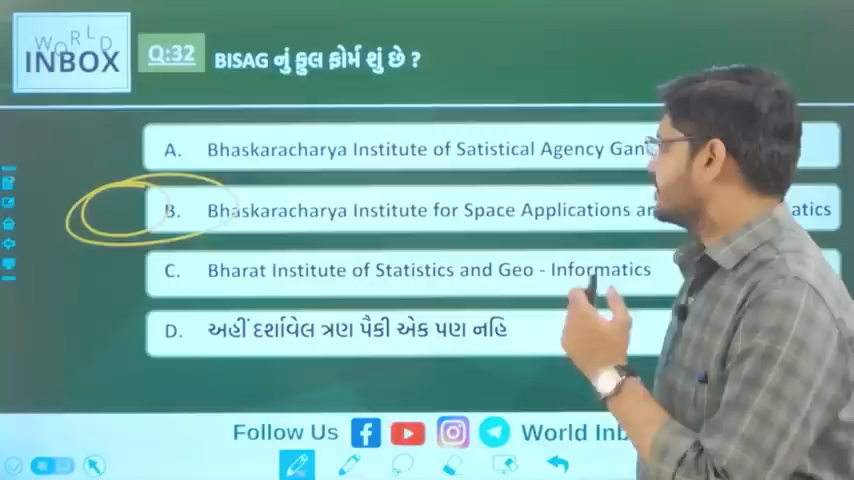 WORLD
INBOX
Q:32 BISAG નું ફુલ ફોર્મ શું છે ?
A. Bhaskaracharya Institute of Satistical Agency
B. Bhaskaracharya Institute for Space Applications
C. Bharat Institute of Statistics and Geo - Informatics
D. અહીં દર્શાવેલ ત્રણ પૈકી એક પણ નહિ
Follow Us World